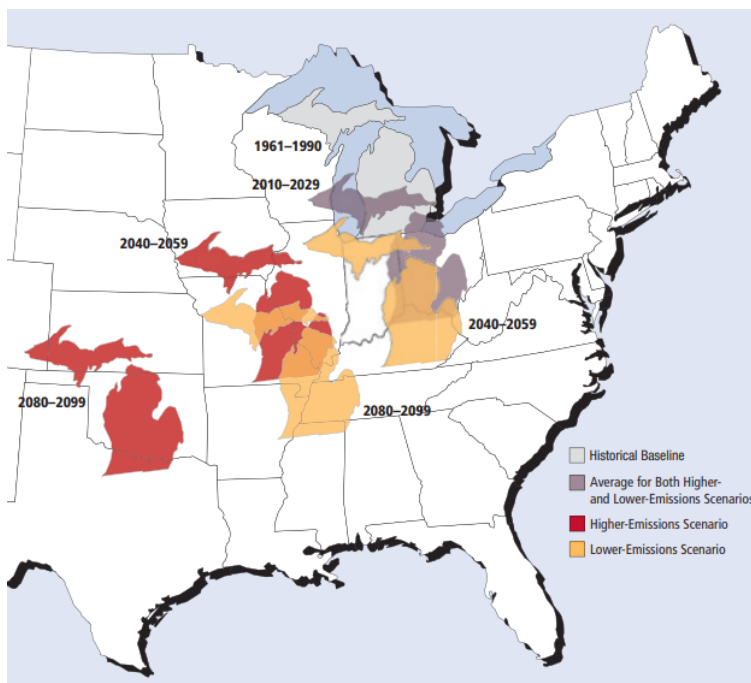 1961–1990
2010–2029
2040–2059
2040–2059
2080–2099
2080–2099
Historical Baseline
Average for Both Higher-
and Lower-Emissions Scenarios
Higher-Emissions Scenario
Lower-Emissions Scenario